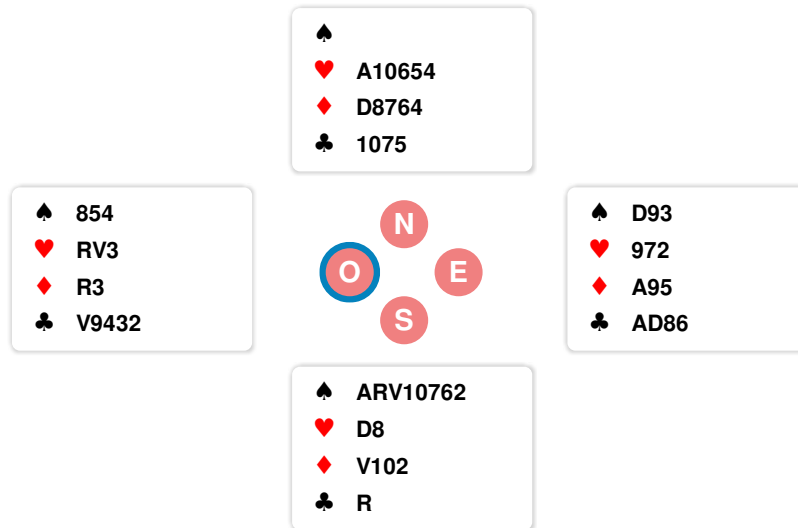 ♠
♥ A10654
♦ D8764
♣ 1075
♠ 854
♥ RV3
♦ R3
♣ V9432
N
O
E
S
♠ D93
♥ 972
♦ A95
♣ AD86
♠ ARV10762
♥ D8
♦ V102
♣ R